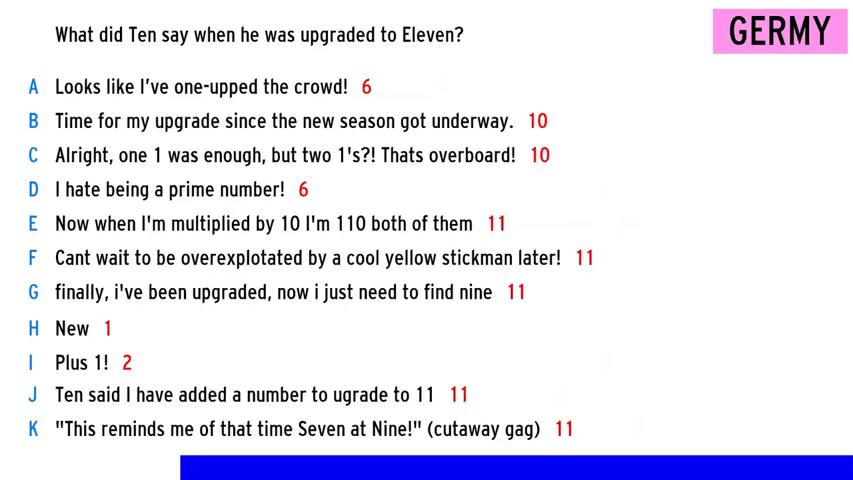 What did Ten say when he was upgraded to Eleven?
GERMY
A Looks like I've one-upped the crowd! 6
B Time for my upgrade since the new season got underway. 10
C Alright, one 1 was enough, but two 1's?! Thats overboard! 10
D I hate being a prime number! 6
E Now when I'm multiplied by 10 I'm 110 both of them 11
F Cant wait to be overexplotated by a cool yellow stickman later! 11
G finally, i've been upgraded, now i just need to find nine 11
H New 1
I Plus 1! 2
J Ten said I have added a number to ugrade to 11 11
K "This reminds me of that time Seven at Nine!" (cutaway gag) 11